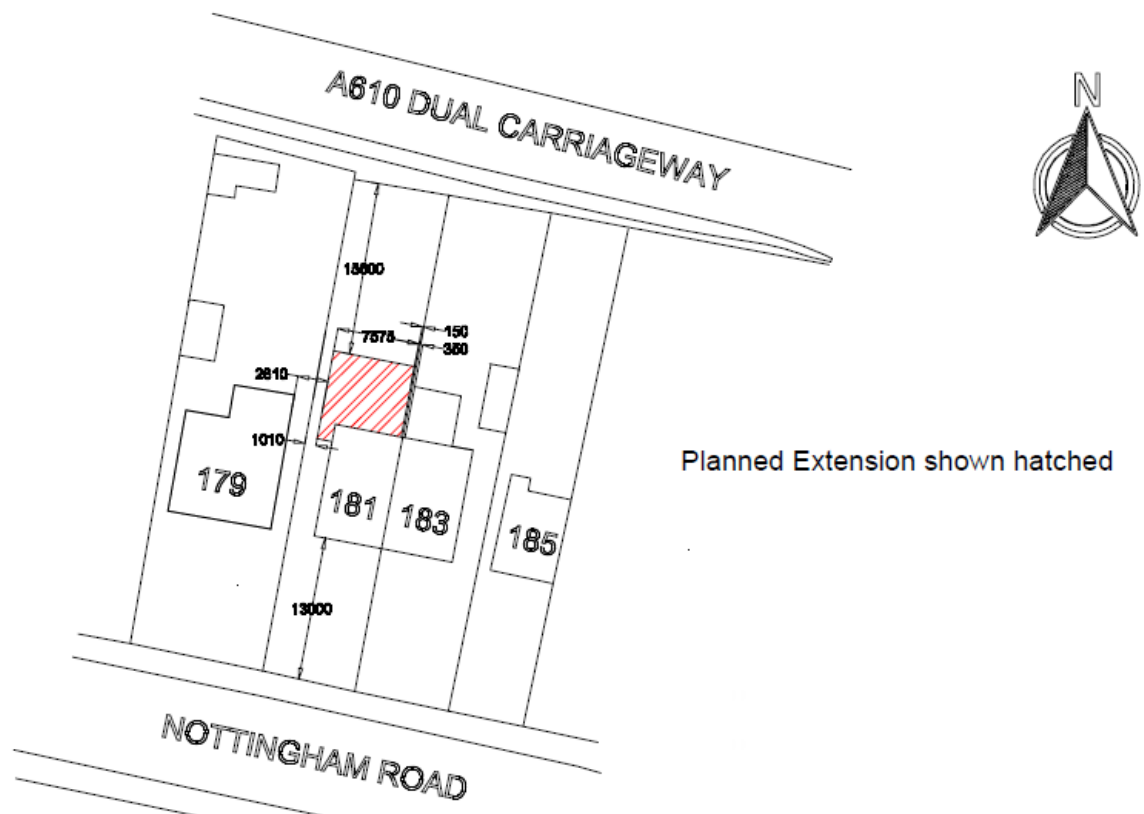 N
A610 DUAL CARRIAGEWAY
15600
150
7575
350
2610
1010
179
181
183
185
Planned Extension shown hatched
13000
NOTTINGHAM ROAD